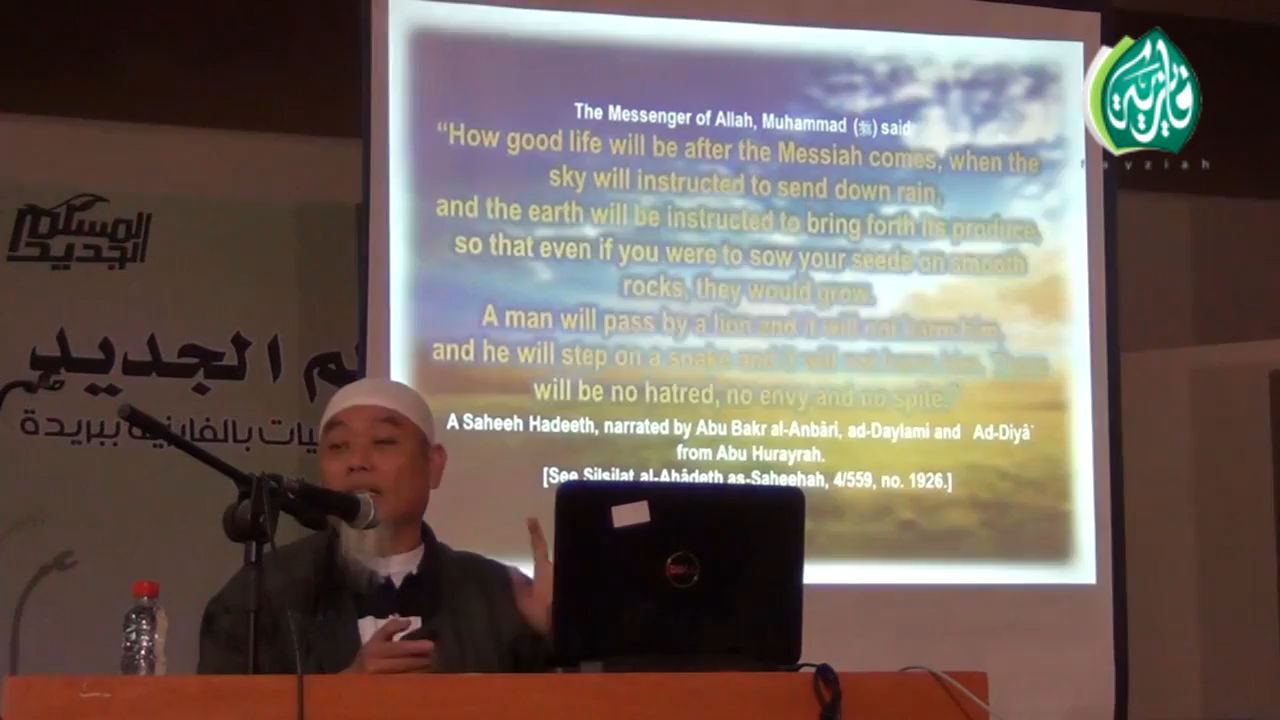 The Messenger of Allah, Muhammad (ﷺ) said
“How good life will be after the Messiah comes, when the
sky will instructed to send down rain,
and the earth will be instructed to bring forth its produce,
so that even if you were to sow your seeds on smooth
rocks, they would grow.
A man will pass by a lion and it will not harm him,
and he will step on a snake and it will not harm him.
will be no hatred, no envy and no spite.”
A Saheeh Hadeeth, narrated by Abu Bakr al-Anbâri, ad-Daylami and Ad-Diyâ'
from Abu Hurayrah.
[See Silsilat al-Ahâdeth as-Saheehah, 4/559, no. 1926.]
فايزية
fayziah
المسلم
الجديد
م الجديد
يات بالفايزية ببريدة
DELL